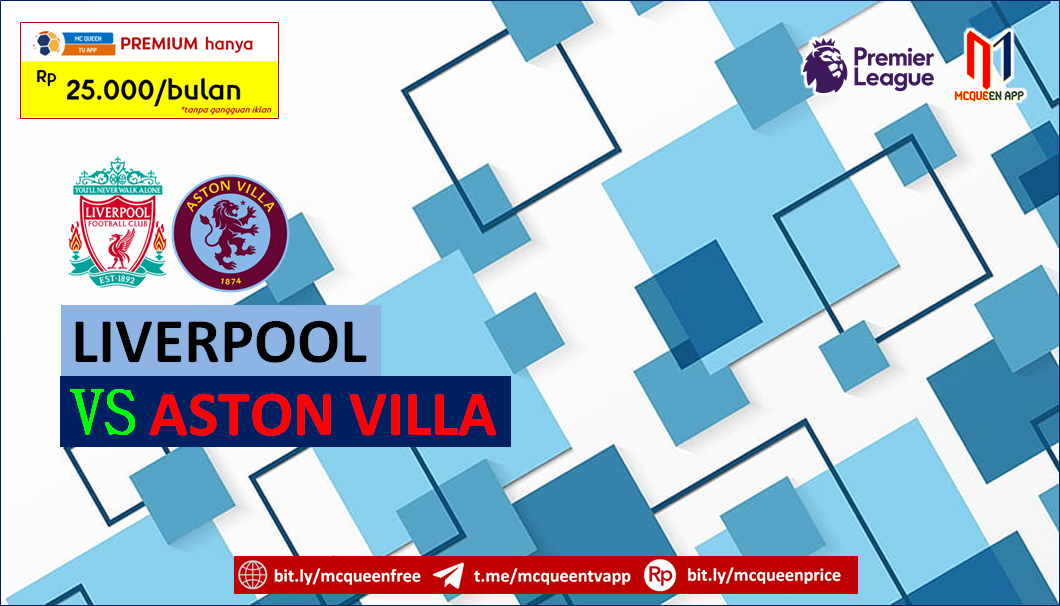 MC QUEEN
TV APP
PREMIUM hanya
Rp 25.000/bulan
*tanpa gangguan iklan
Premier
League
MCQUEEN APP
YOU'LL NEVER WALK ALONE
LIVERPOOL
FOOTBALL CLUB
EST·1892
ASTON VILLA
1874
LIVERPOOL
VS ASTON VILLA
bit.ly/mcqueenfree t.me/mcqueentvapp Rp bit.ly/mcqueenprice